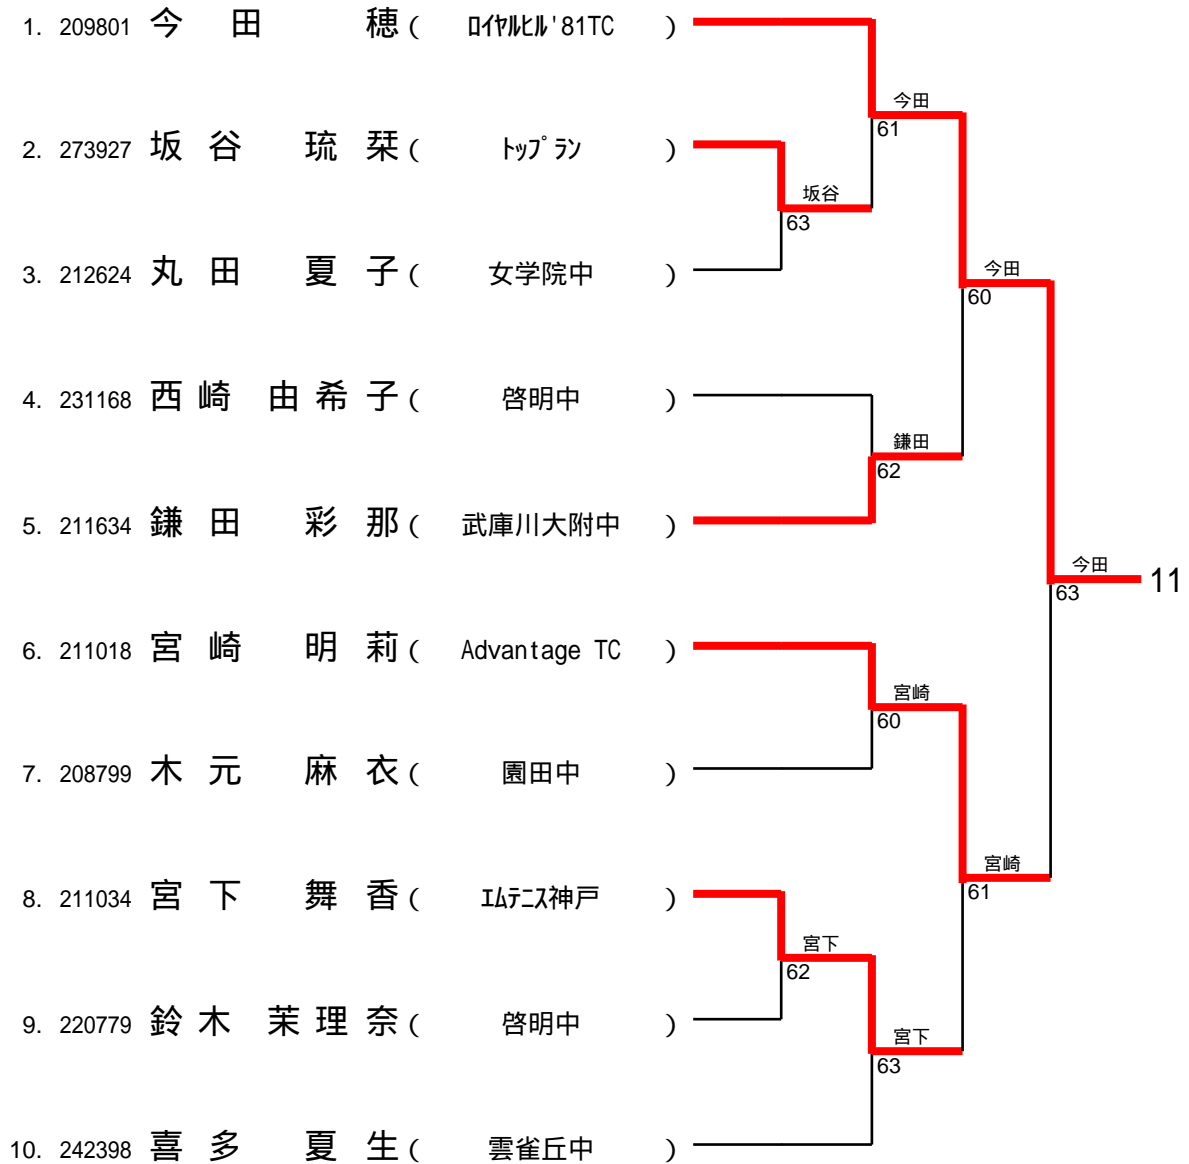 1. 209801 今田 穂 ( ﾛｲﾔﾙﾋﾙ'81TC )
今田
61
2. 273927 坂谷 琉栞 ( ﾄｯﾌﾟﾗﾝ )
坂谷
63
3. 212624 丸田 夏子 ( 女学院中 )
今田
60
4. 231168 西崎 由希子 ( 啓明中 )
鎌田
62
5. 211634 鎌田 彩那 ( 武庫川大附中 )
今田
63
11
6. 211018 宮崎 明莉 ( Advantage TC )
宮崎
60
7. 208799 木元 麻衣 ( 園田中 )
宮崎
61
8. 211034 宮下 舞香 ( ｴﾑﾃﾆｽ神戸 )
宮下
62
9. 220779 鈴木 茉理奈 ( 啓明中 )
宮下
63
10. 242398 喜多 夏生 ( 雲雀丘中 )